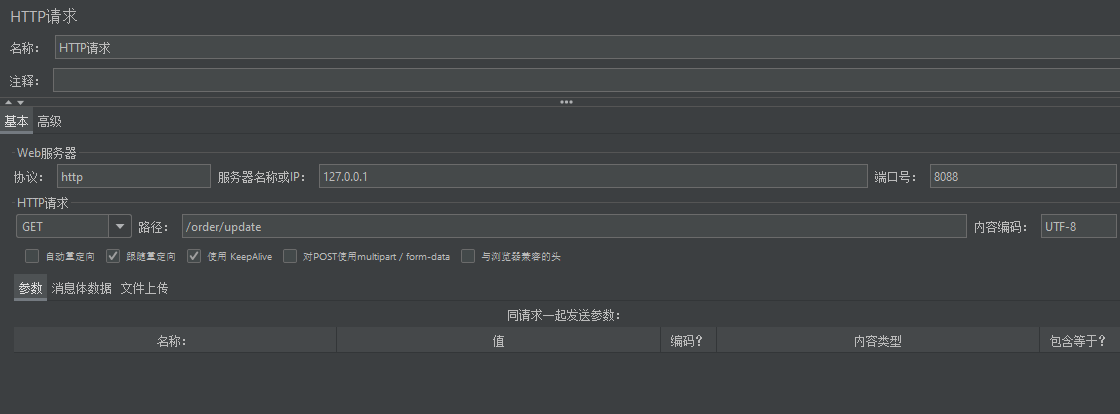 HTTP请求
名称： HTTP请求
注释：
基本 高级
Web服务器
协议： http 服务器名称或IP： 127.0.0.1 端口号： 8088
HTTP请求
GET 路径： /order/update 内容编码： UTF-8
自动重定向 跟随重定向 使用 KeepAlive 对POST使用multipart / form-data 与浏览器兼容的头
参数 消息体数据 文件上传
同请求一起发送参数：
名称： 值 编码？ 内容类型 包含等于？